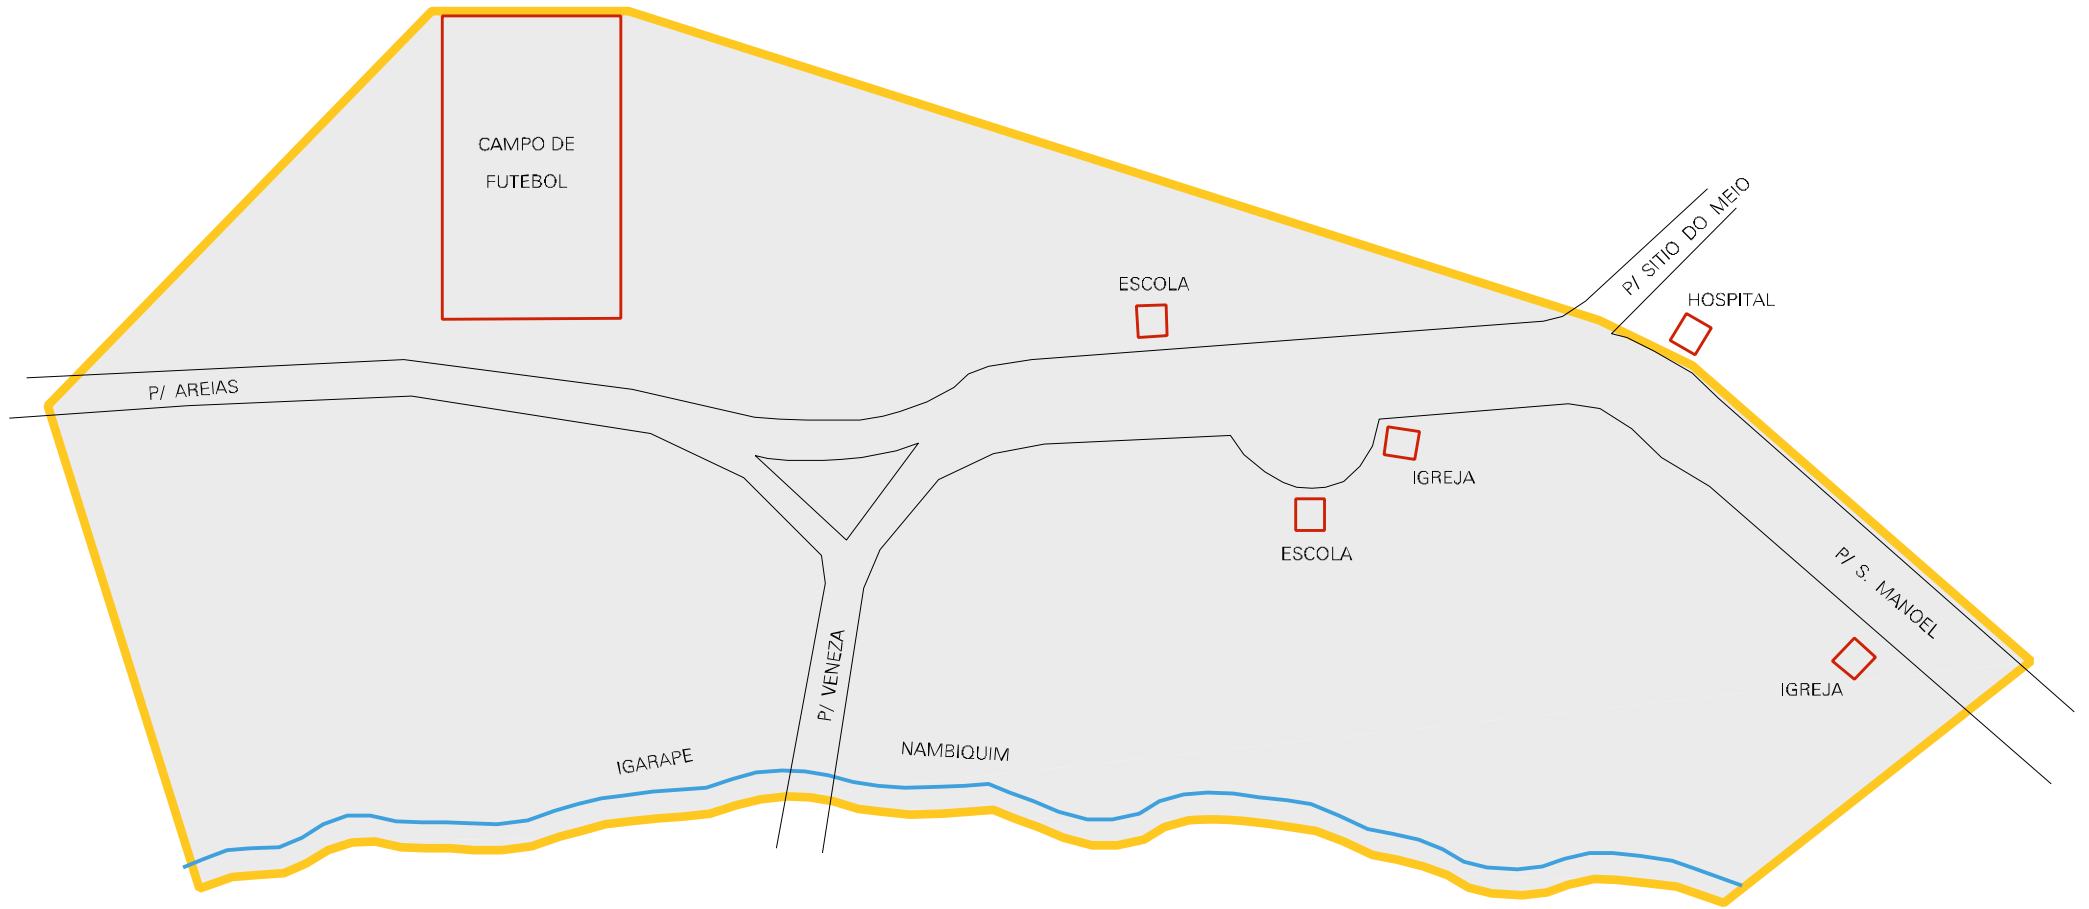 CAMPO DE
FUTEBOL
P/ SITIO DO MEIO
ESCOLA
HOSPITAL
P/ AREIAS
IGREJA
ESCOLA
P/ S. MANOEL
P/ VENEZA
IGREJA
IGARAPE NAMBIQUIM